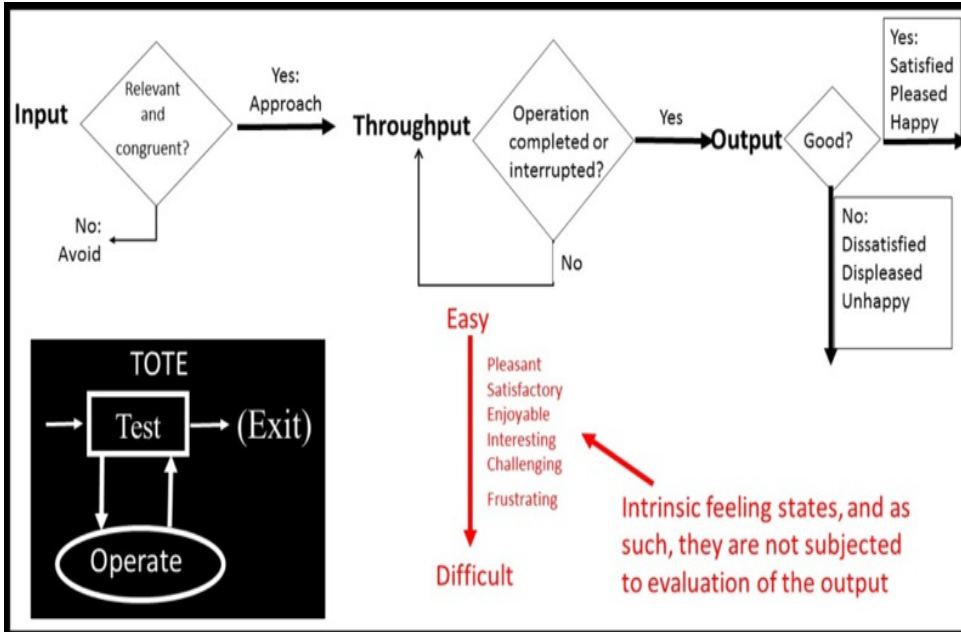 Input
Relevant
and
congruent?
Yes:
Approach
No:
Avoid
Throughput
Operation
completed or
interrupted?
Yes
No
Output
Good?
Yes:
Satisfied
Pleased
Happy
No:
Dissatisfied
Displeased
Unhappy
TOTE
Test
(Exit)
Operate
Easy
Pleasant
Satisfactory
Enjoyable
Interesting
Challenging
Frustrating
Difficult
Intrinsic feeling states, and as
such, they are not subjected
to evaluation of the output